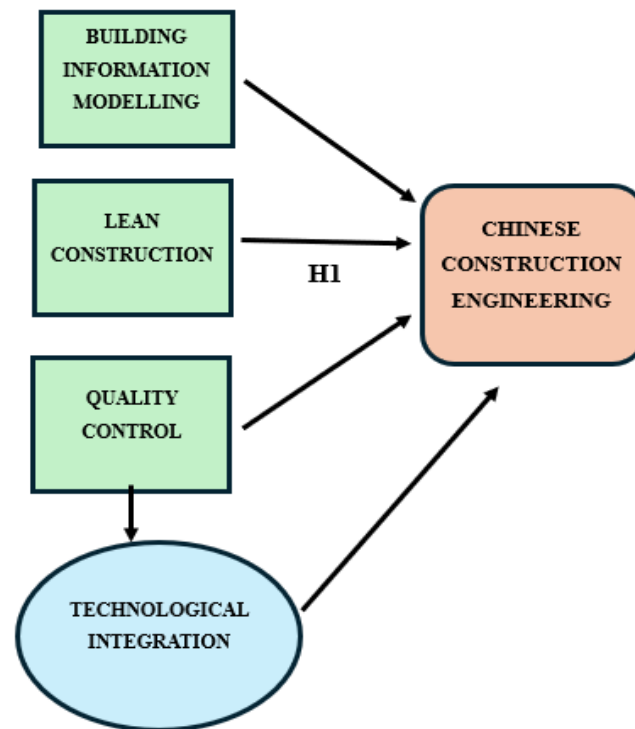 BUILDING
INFORMATION
MODELLING
LEAN
CONSTRUCTION
H1
CHINESE
CONSTRUCTION
ENGINEERING
QUALITY
CONTROL
TECHNOLOGICAL
INTEGRATION